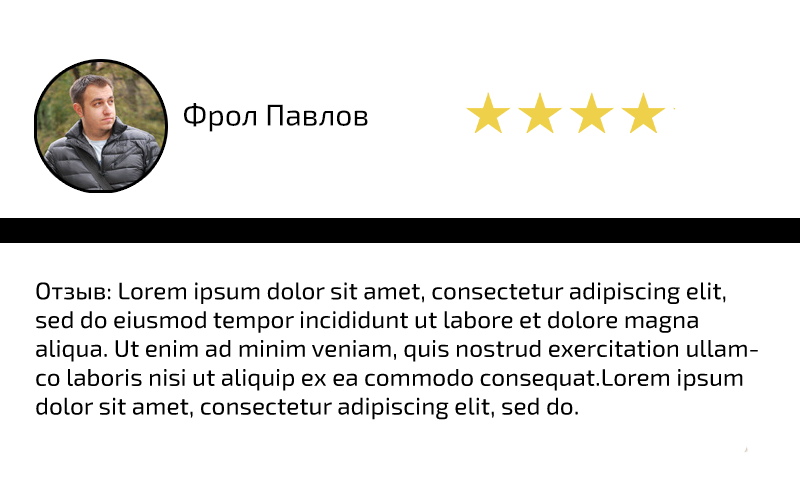 Фрол Павлов
Отзыв: Lorem ipsum dolor sit amet, consectetur adipiscing elit,
sed do eiusmod tempor incididunt ut labore et dolore magna
aliqua. Ut enim ad minim veniam, quis nostrud exercitation ullam-
co laboris nisi ut aliquip ex ea commodo consequat.Lorem ipsum
dolor sit amet, consectetur adipiscing elit, sed do.